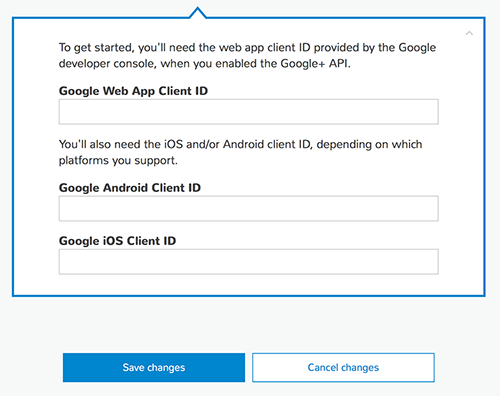 To get started, you'll need the web app client ID provided by the Google
developer console, when you enabled the Google+ API.
Google Web App Client ID
You'll also need the iOS and/or Android client ID, depending on which
platforms you support.
Google Android Client ID
Google iOS Client ID
Save changes
Cancel changes